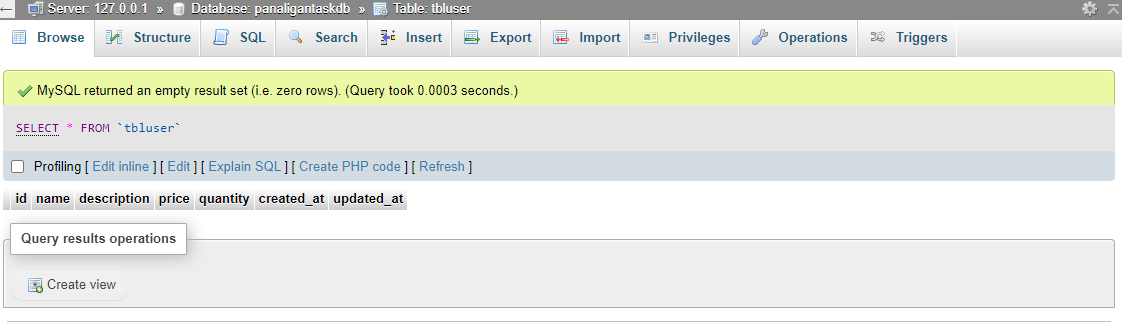 Server: 127.0.0.1 » Database: panaligantaskdb » Table: tbluser
Browse Structure SQL Search Insert Export Import Privileges Operations Triggers
MySQL returned an empty result set (i.e. zero rows). (Query took 0.0003 seconds.)
SELECT * FROM `tbluser`
Profiling [ Edit inline ] [ Edit ] [ Explain SQL ] [ Create PHP code ] [ Refresh ]
id name description price quantity created_at updated_at
Query results operations
Create view